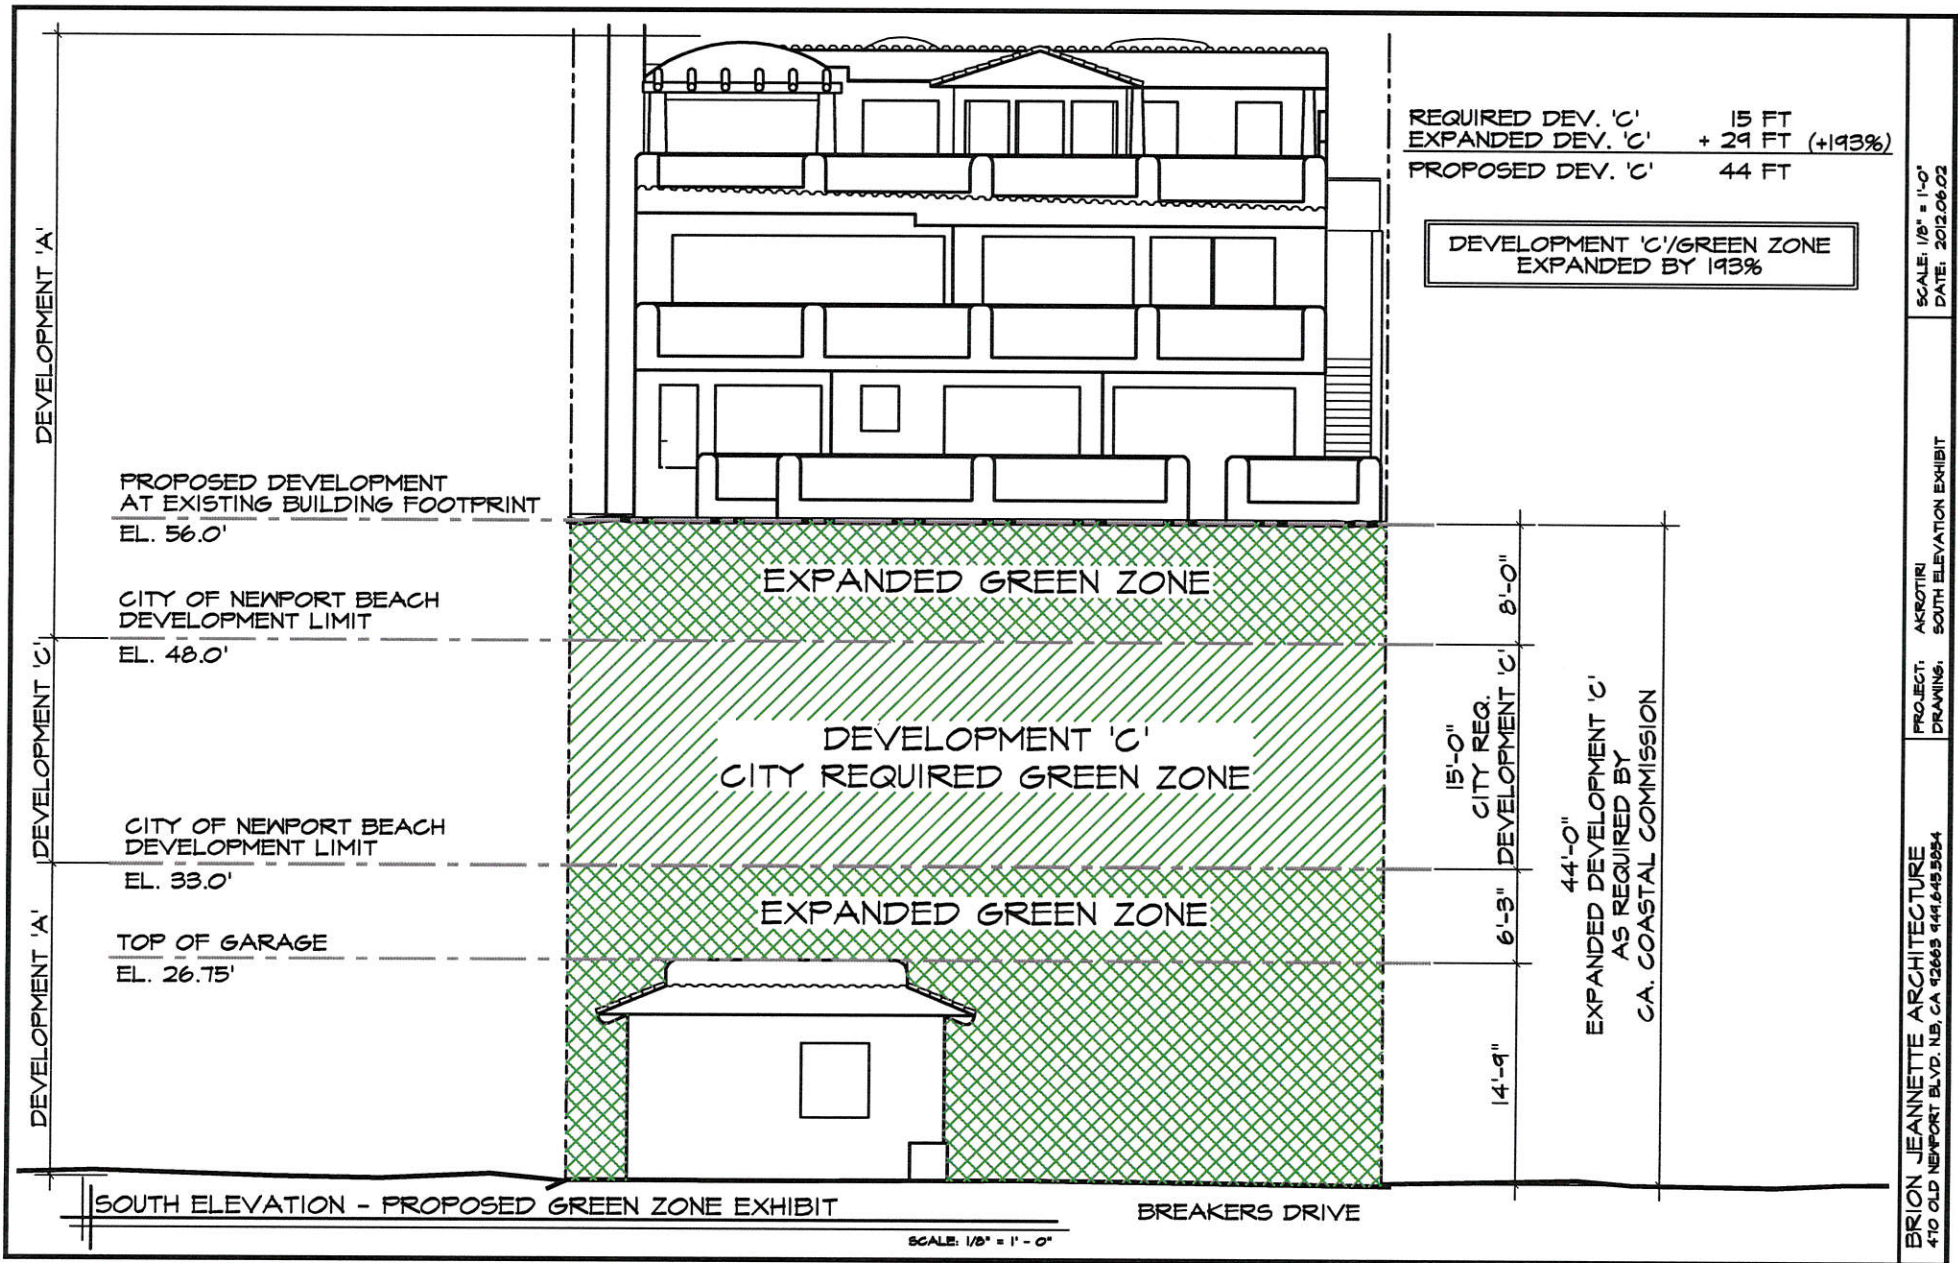 REQUIRED DEV. 'C' 15 FT
EXPANDED DEV. 'C' + 29 FT (+193%)
PROPOSED DEV. 'C' 44 FT
DEVELOPMENT 'C'/GREEN ZONE
EXPANDED BY 193%
DEVELOPMENT 'A'
PROPOSED DEVELOPMENT
AT EXISTING BUILDING FOOTPRINT
EL. 56.0'
CITY OF NEWPORT BEACH
DEVELOPMENT LIMIT
EL. 48.0'
DEVELOPMENT 'C'
CITY OF NEWPORT BEACH
DEVELOPMENT LIMIT
EL. 33.0'
DEVELOPMENT 'A'
TOP OF GARAGE
EL. 26.75'
EXPANDED GREEN ZONE
DEVELOPMENT 'C'
CITY REQUIRED GREEN ZONE
EXPANDED GREEN ZONE
8'-0"
15'-0"
CITY REQ.
DEVELOPMENT 'C'
6'-3"
14'-9"
44'-0"
EXPANDED DEVELOPMENT 'C'
AS REQUIRED BY
CA. COASTAL COMMISSION
SOUTH ELEVATION - PROPOSED GREEN ZONE EXHIBIT
SCALE: 1/8" = 1' - 0"
BREAKERS DRIVE
SCALE: 1/8" = 1'-0"
DATE: 2012.06.02
PROJECT: AKROTIRI
DRAWING: SOUTH ELEVATION EXHIBIT
BRION JEANNETTE ARCHITECTURE
470 OLD NEWPORT BLVD. N.B, CA 92663 949.645.5854